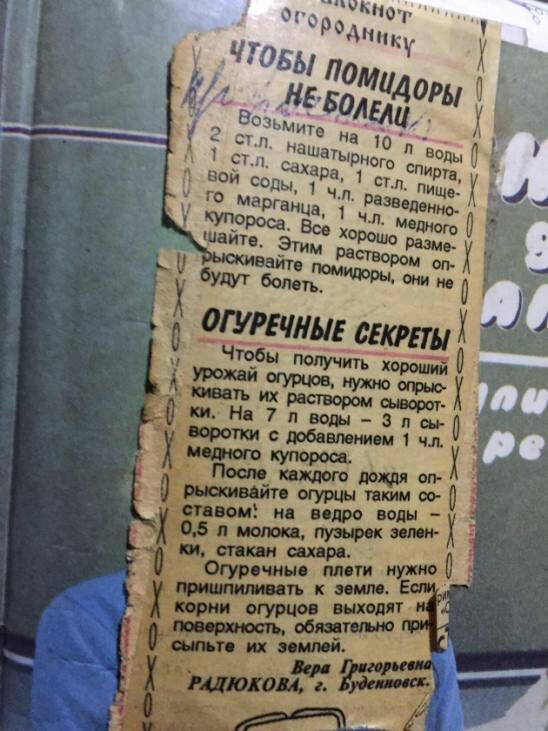 огороднику
ЧТОБЫ ПОМИДОРЫ
НЕ БОЛЕЛИ
Возьмите на 10 л воды
2 ст.л. нашатырного спирта,
1 ст.л. сахара, 1 ст.л. пище-
вой соды, 1 ч.л. разведенно-
го марганца, 1 ч.л. медного
купороса. Все хорошо разме-
шайте. Этим раствором оп-
рыскивайте помидоры, они не
будут болеть.
ОГУРЕЧНЫЕ СЕКРЕТЫ
Чтобы получить хороший
урожай огурцов, нужно опрыс-
кивать их раствором сыворот-
ки. На 7 л воды – 3 л сы-
воротки с добавлением 1 ч.л.
медного купороса.
После каждого дождя оп-
рыскивайте огурцы таким со-
ставом: на ведро воды –
0,5 л молока, пузырек зелен-
ки, стакан сахара.
Огуречные плети нужно
пришпиливать к земле. Если
корни огурцов выходят на
поверхность, обязательно при-
сыпьте их землей.
Вера Григорьевна
РАДЮКОВА, г. Буденновск.